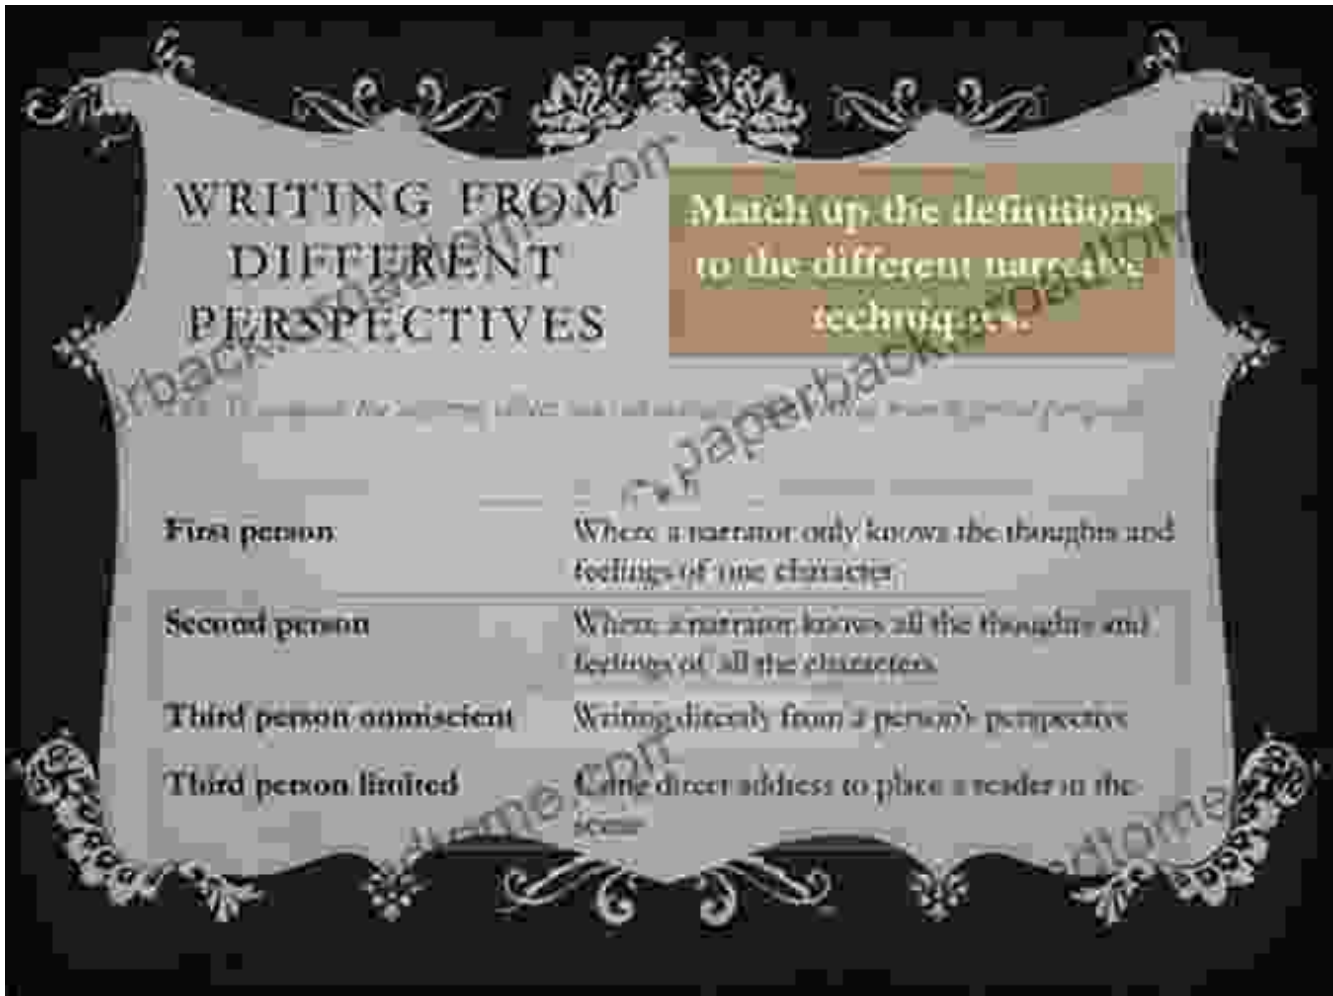 WRITING FROM
DIFFERENT
PERSPECTIVES
Match up the definitions
to the different narrative
techniques.
First person
Where a narrator only knows the thoughts and
feelings of one character
Second person
Where a narrator knows all the thoughts and
feelings of all the characters
Third person omniscient
Writing directly from a person's perspective
Third person limited
direct address to place a reader in the
scene